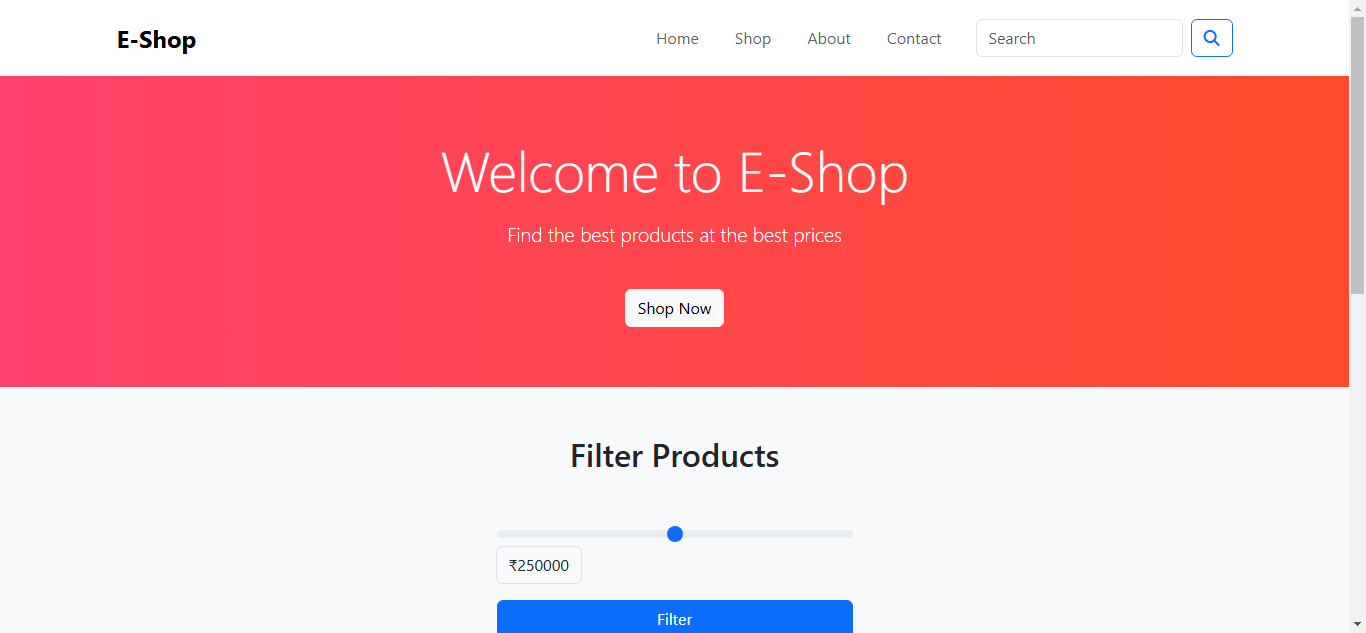 E-Shop
Home Shop About Contact Search
Welcome to E-Shop
Find the best products at the best prices
Shop Now
Filter Products
₹250000
Filter